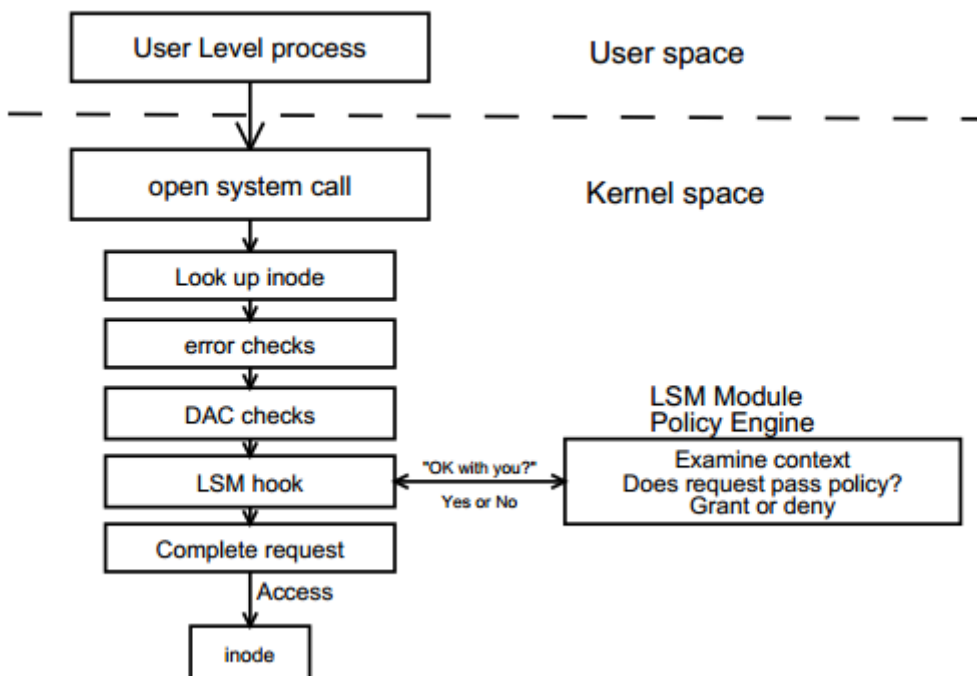 User Level process
User space
open system call
Kernel space
Look up inode
error checks
DAC checks
LSM Module
Policy Engine
LSM hook
"OK with you?"
Yes or No
Examine context
Does request pass policy?
Grant or deny
Complete request
Access
inode